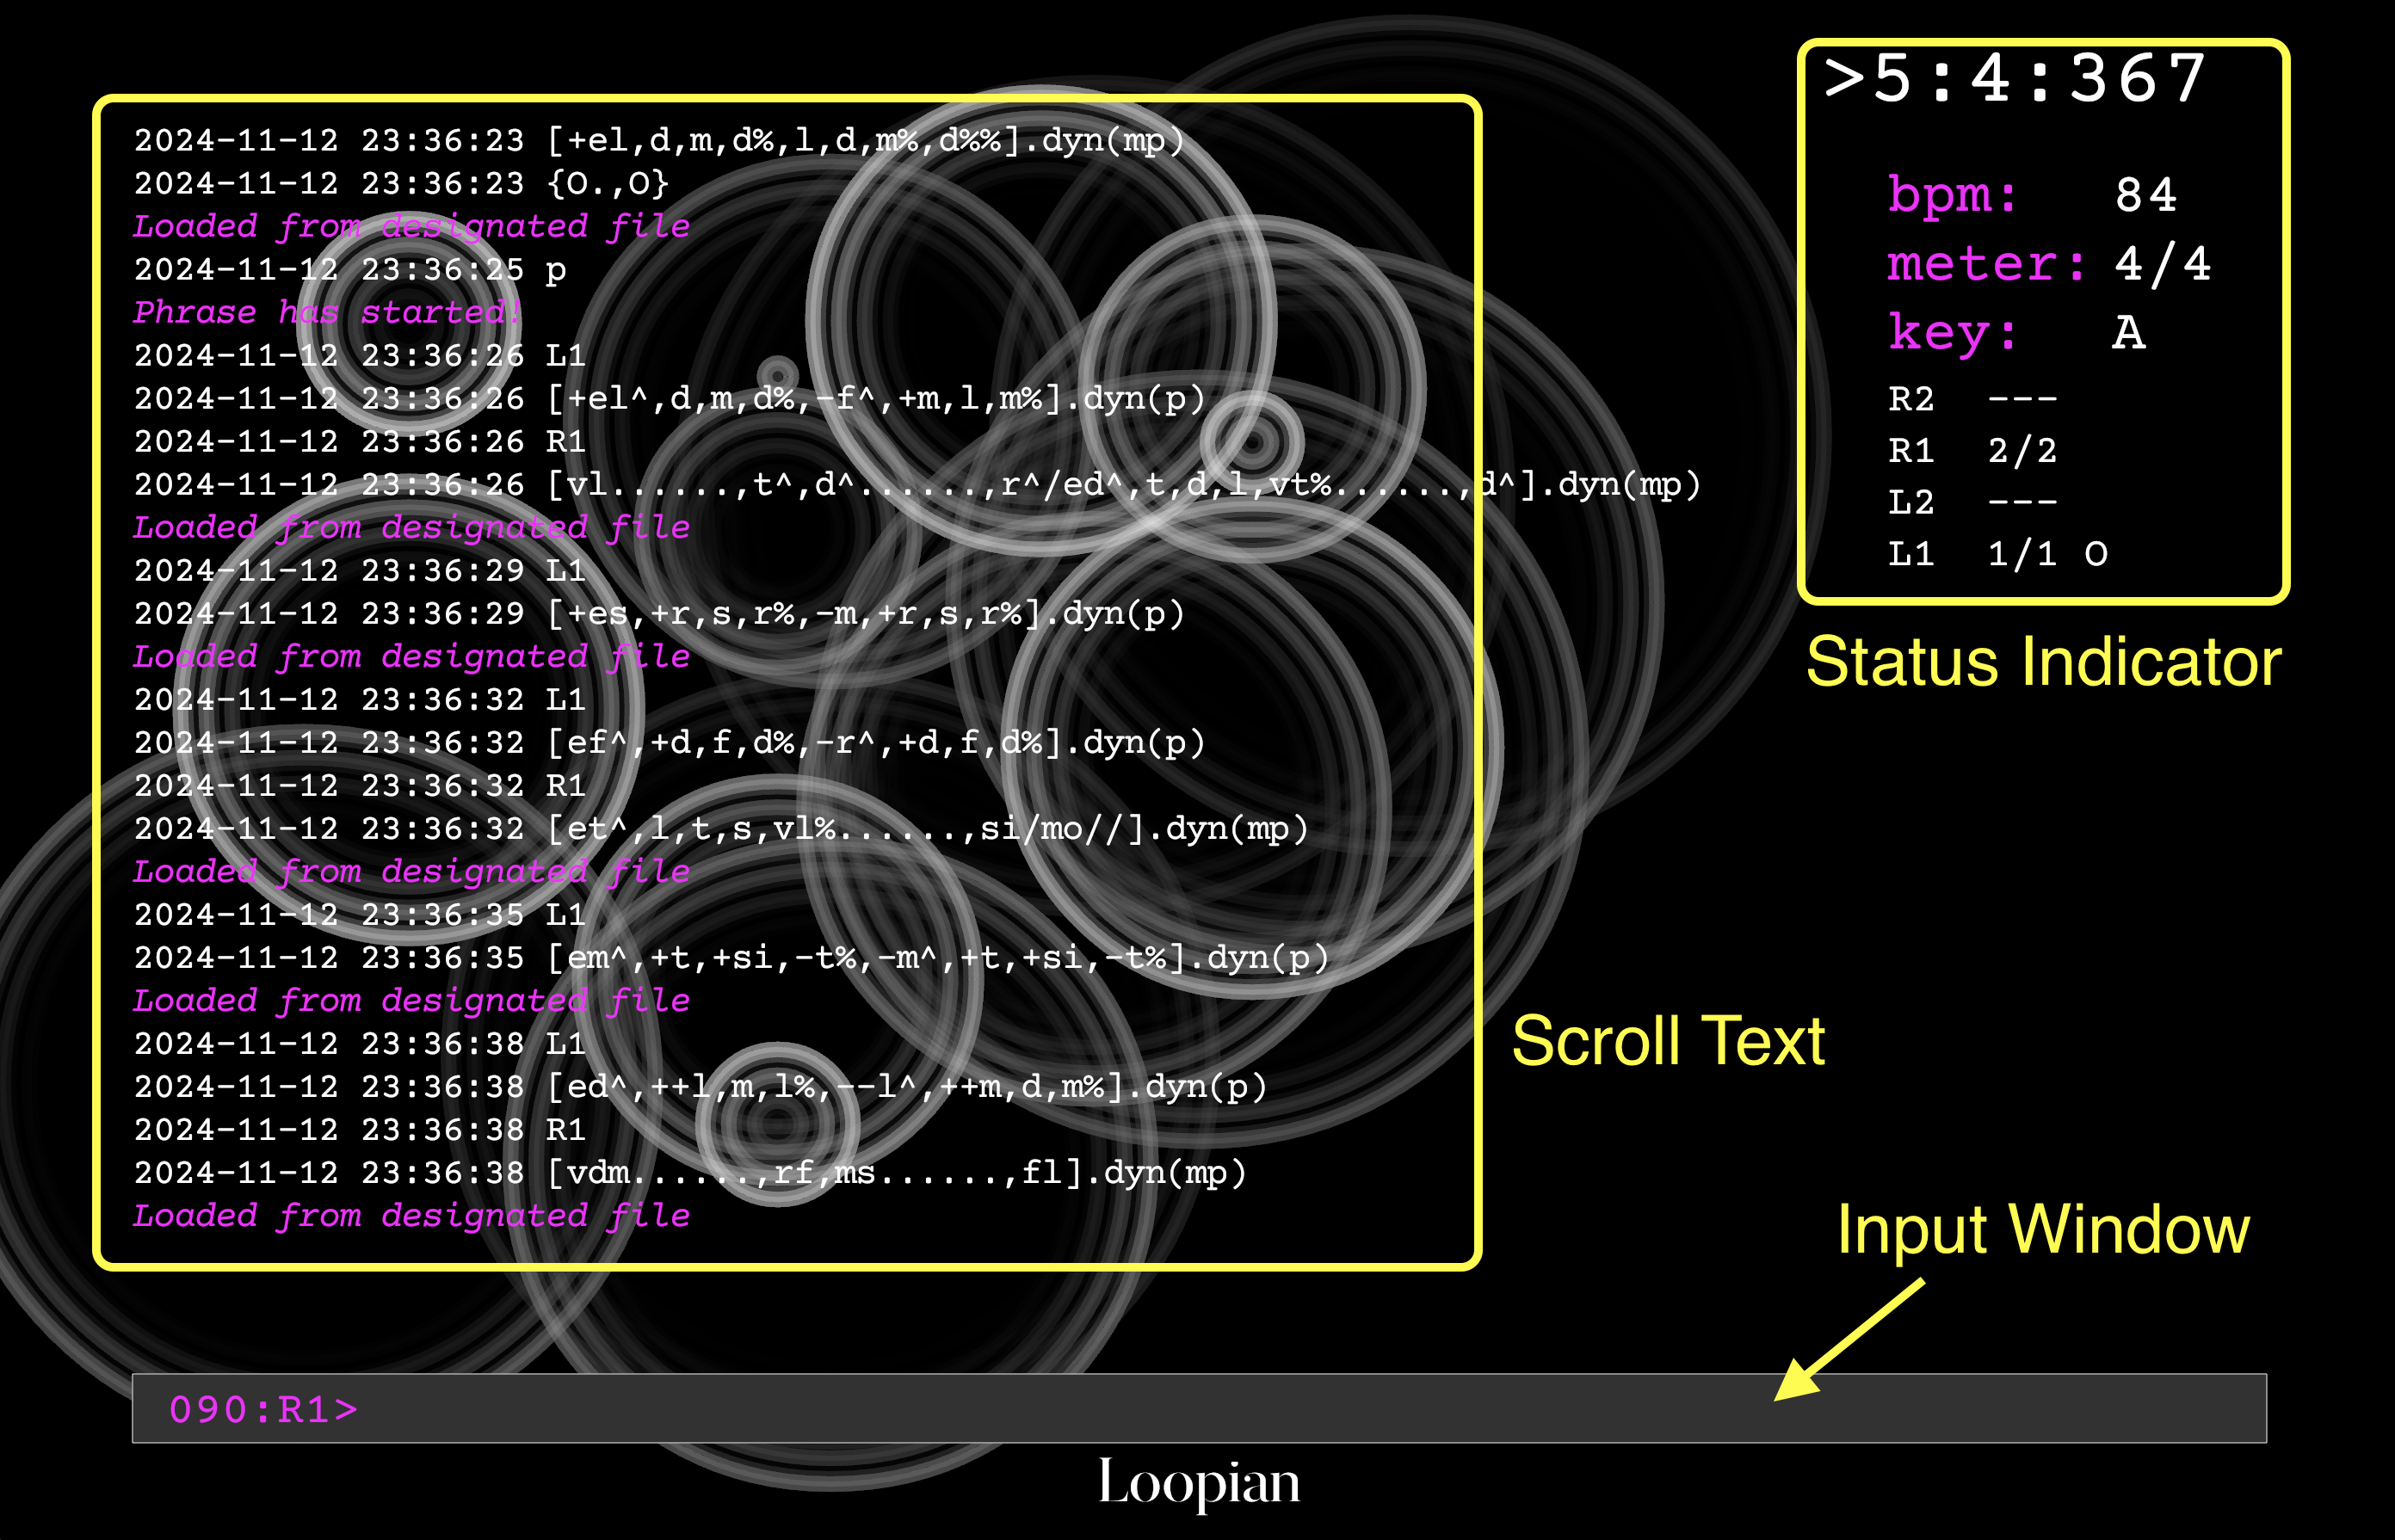 2024-11-12 23:36:23 [+el,d,m,d%,l,d,m%,d%%].dyn(mp)
2024-11-12 23:36:23 {O.,O}
Loaded from designated file
2024-11-12 23:36:25 p
Phrase has started!
2024-11-12 23:36:26 L1
2024-11-12 23:36:26 [+el^,d,m,d%,-f^,+m,l,m%].dyn(p)
2024-11-12 23:36:26 R1
2024-11-12 23:36:26 [vl......,t^,d^......,r^/ed^,t,d,l,vt%......,d^].dyn(mp)
Loaded from designated file
2024-11-12 23:36:29 L1
2024-11-12 23:36:29 [+es,+r,s,r%,-m,+r,s,r%].dyn(p)
Loaded from designated file
2024-11-12 23:36:32 L1
2024-11-12 23:36:32 [ef^,+d,f,d%,-r^,+d,f,d%].dyn(p)
2024-11-12 23:36:32 R1
2024-11-12 23:36:32 [et^,l,t,s,vl%......,si/mo//].dyn(mp)
Loaded from designated file
2024-11-12 23:36:35 L1
2024-11-12 23:36:35 [em^,+t,+si,-t%,-m^,+t,+si,-t%].dyn(p)
Loaded from designated file
2024-11-12 23:36:38 L1
2024-11-12 23:36:38 [ed^,++l,m,l%,--l^,++m,d,m%].dyn(p)
2024-11-12 23:36:38 R1
2024-11-12 23:36:38 [vdm......,rf,ms......,fl].dyn(mp)
Loaded from designated file
>5:4:367
bpm: 84
meter: 4/4
key: A
R2 ---
R1 2/2
L2 ---
L1 1/1 O
Status Indicator
Scroll Text
Input Window
090:R1>
Loopian